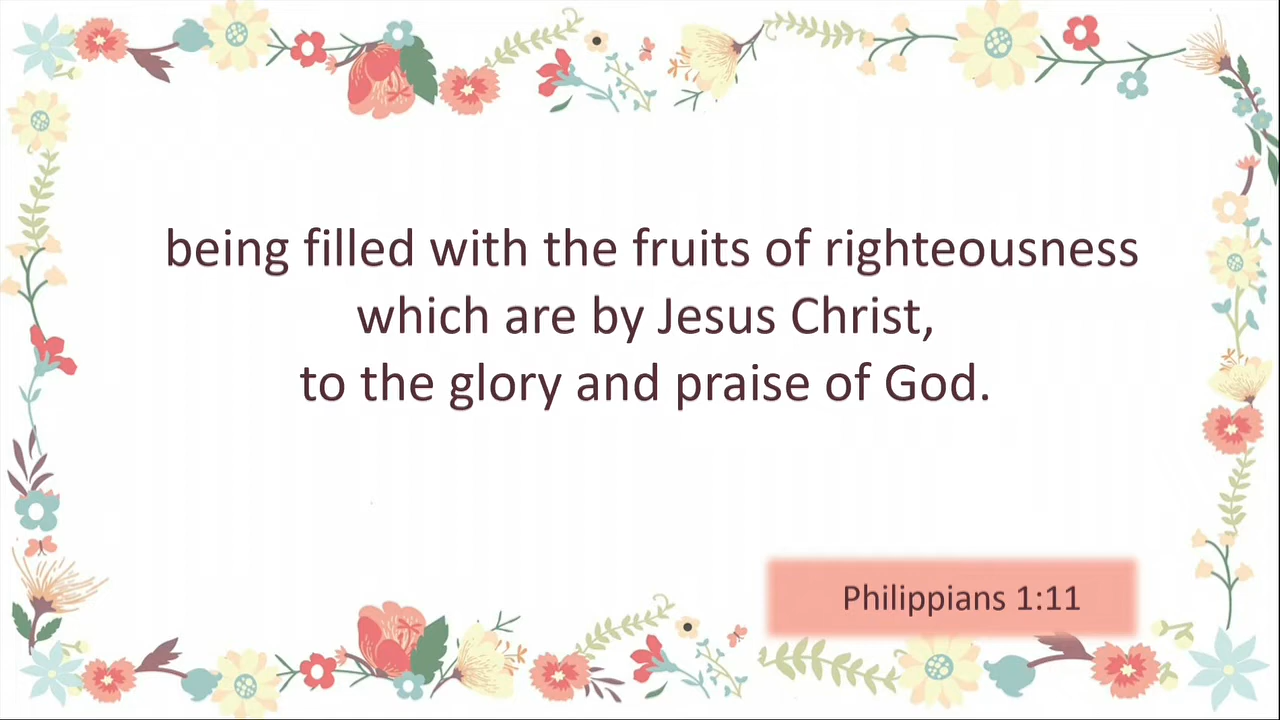 being filled with the fruits of righteousness
which are by Jesus Christ,
to the glory and praise of God.
Philippians 1:11